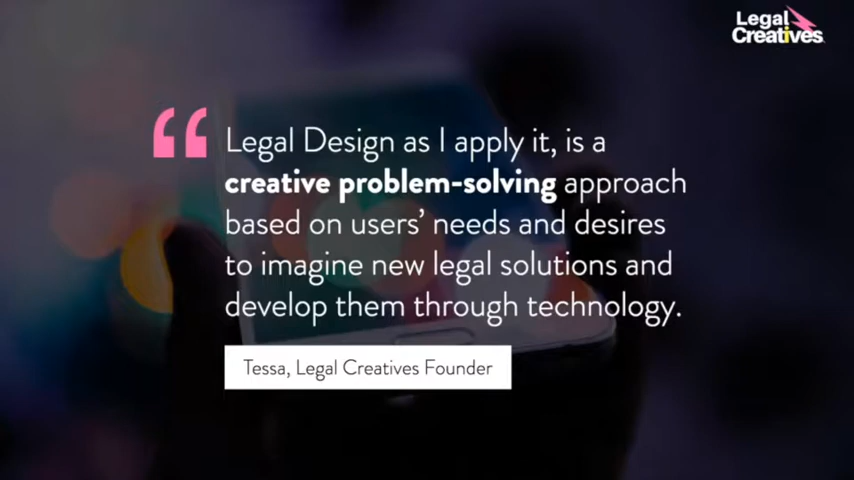 Legal
Creatives
“ Legal Design as I apply it, is a
creative problem-solving approach
based on users’ needs and desires
to imagine new legal solutions and
develop them through technology.
Tessa, Legal Creatives Founder